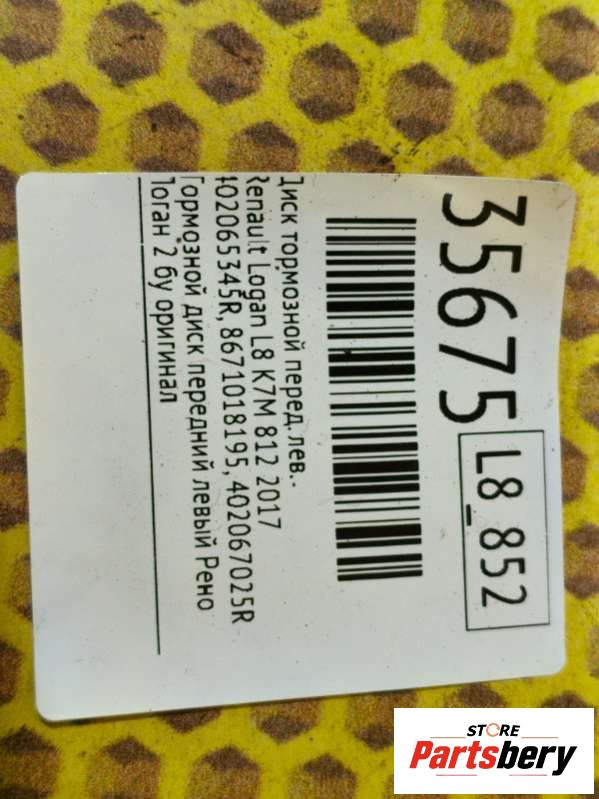 35675
L8_852
Диск тормозной перед. лев.-
Renault Logan L8 K7M 812 2017
402065345R, 8671018195, 402067025R
Тормозной диск передний левый Рено
Логан 2 бу оригинал
STORE
Partsbery